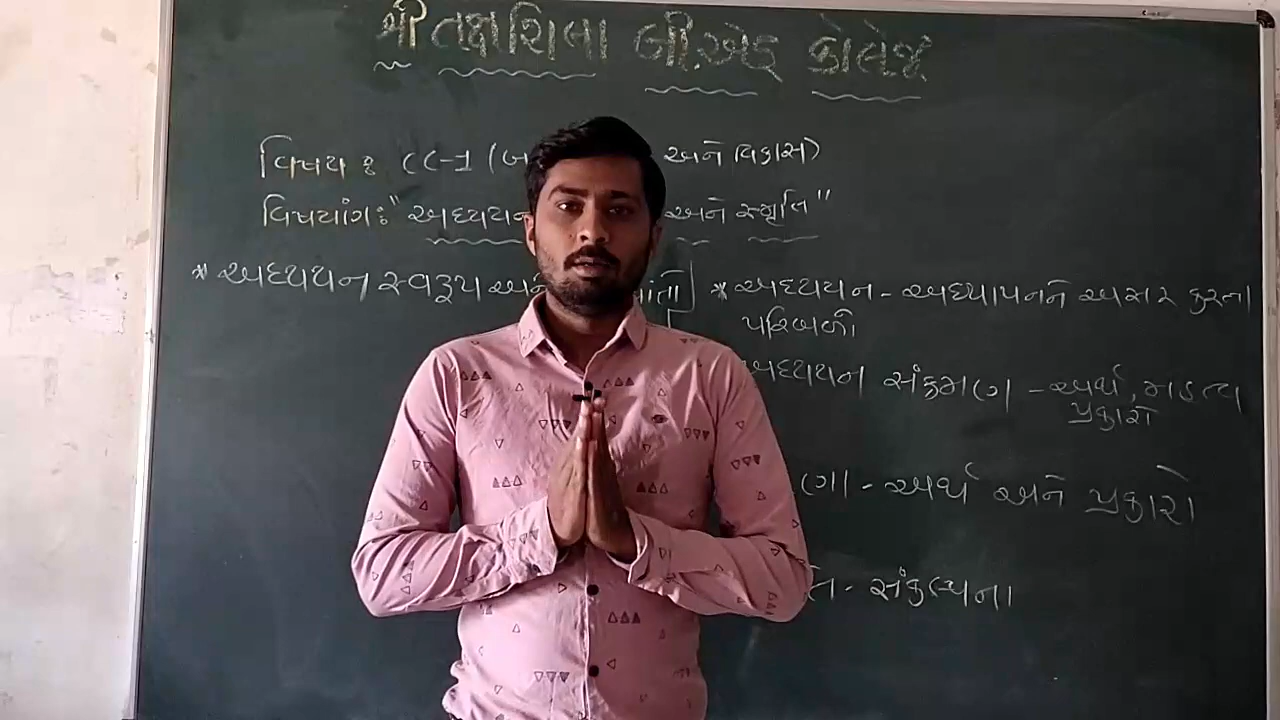 શ્રી તક્ષશિલા બી.એડ્ કોલેજ
વિષય : CC-1 (બા અને વિકાસ)
વિષયાંગ : "અધ્યયન અને સ્મૃતિ"
* અધ્યયન સ્વરૂપ અને
* અધ્યયન - અધ્યાપનને અસર કરતા
પરિબળો
અધ્યયન સંક્રમણ - અર્થ, મહત્વ
પ્રકારો
અર્થ અને પ્રકારો
સંકલ્પના